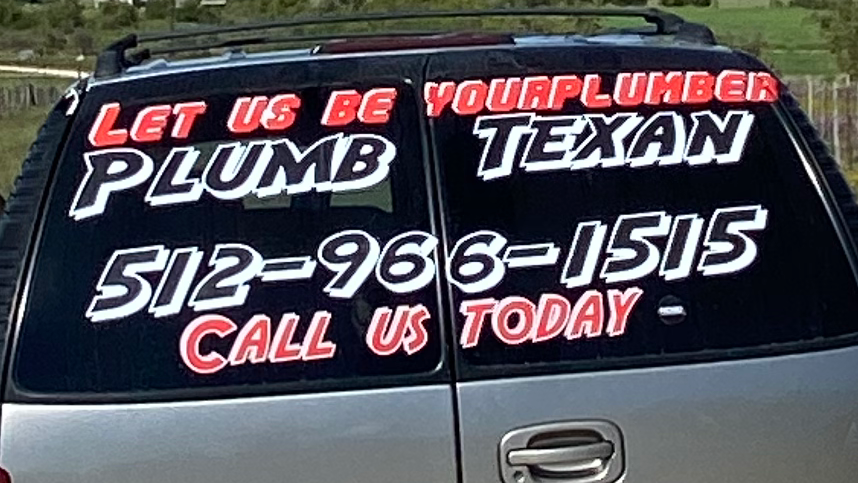 LET US BE YOURPLUMBER
PLUMB TEXAN
512-966-1515
CALL US TODAY